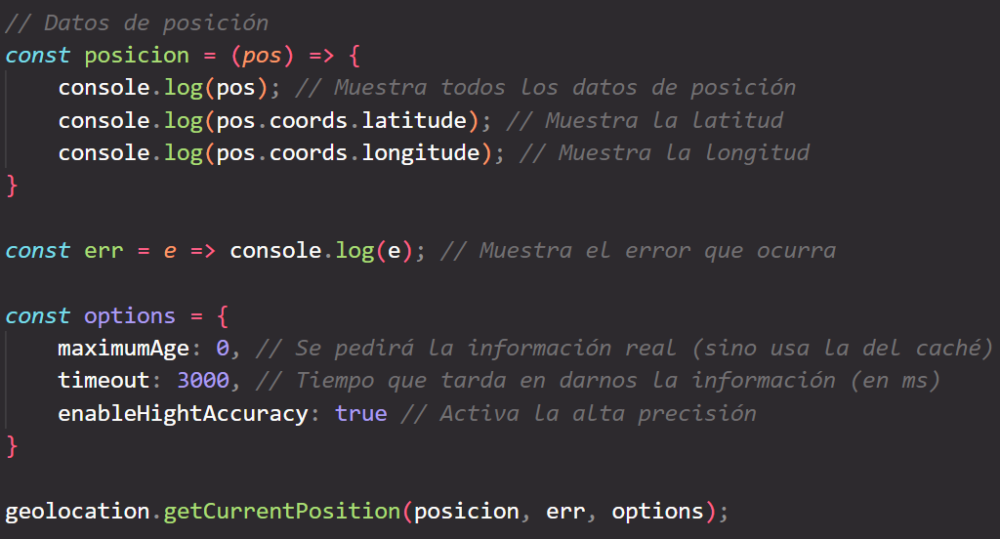 // Datos de posición
const posicion = (pos) => {
    console.log(pos); // Muestra todos los datos de posición
    console.log(pos.coords.latitude); // Muestra la latitud
    console.log(pos.coords.longitude); // Muestra la longitud
}

const err = e => console.log(e); // Muestra el error que ocurra

const options = {
    maximumAge: 0, // Se pedirá la información real (sino usa la del caché)
    timeout: 3000, // Tiempo que tarda en darnos la información (en ms)
    enableHightAccuracy: true // Activa la alta precisión
}

geolocation.getCurrentPosition(posicion, err, options);